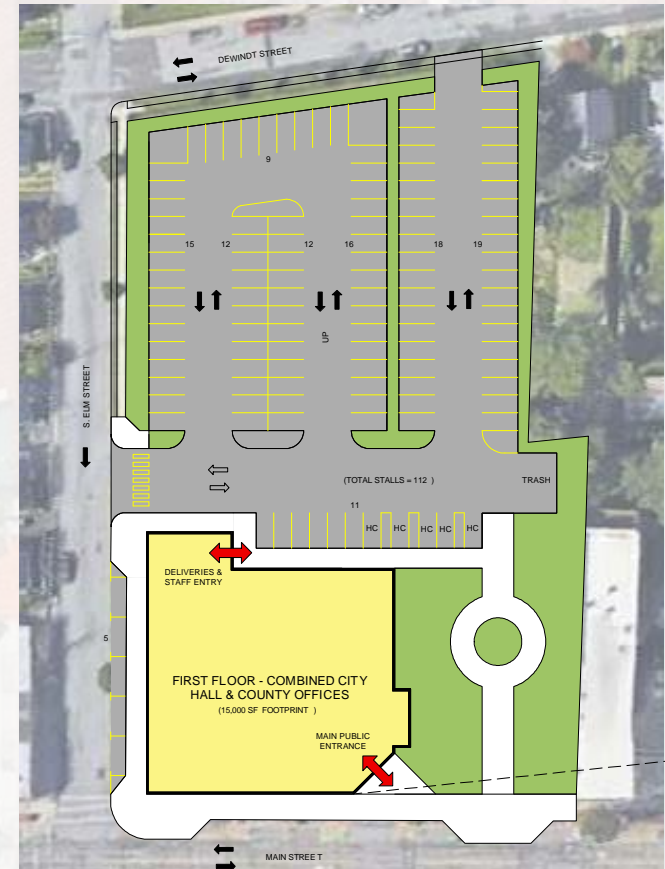 DEWINDT STREET
9
15
12
12
16
18
19
UP
S. ELM STREET
(TOTAL STALLS = 112 )
TRASH
11
HC
HC
HC
HC
DELIVERIES &
STAFF ENTRY
5
FIRST FLOOR - COMBINED CITY
HALL & COUNTY OFFICES
(15,000 SF FOOTPRINT )
MAIN PUBLIC
ENTRANCE
MAIN STREET